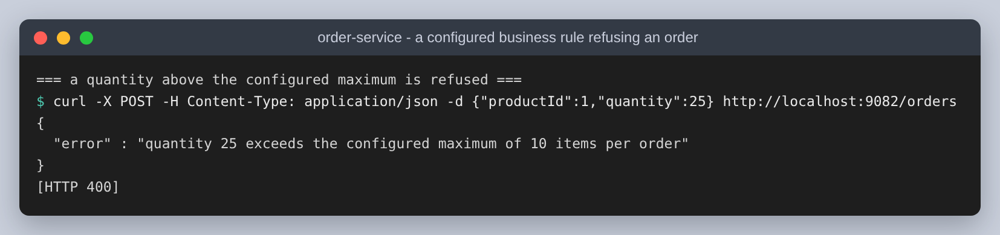 order-service - a configured business rule refusing an order
=== a quantity above the configured maximum is refused ===
$ curl -X POST -H Content-Type: application/json -d {"productId":1,"quantity":25} http://localhost:9082/orders
{
  "error" : "quantity 25 exceeds the configured maximum of 10 items per order"
}
[HTTP 400]